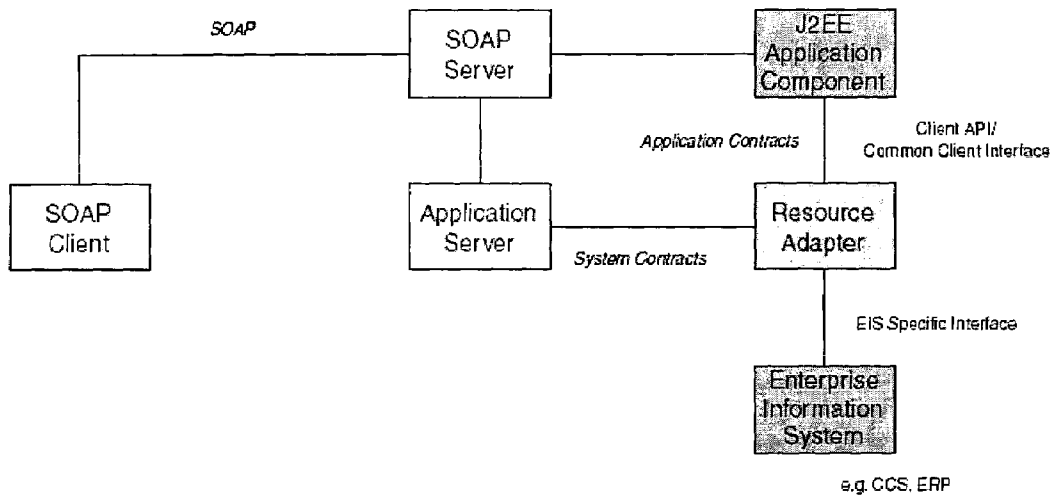 SOAP
SOAP
Server
J2EE
Application
Component
Application Contracts
Client API/
Common Client Interface
SOAP
Client
Application
Server
Resource
Adapter
System Contracts
EIS Specific Interface
Enterprise
Information
System
e.g. CCS, ERP